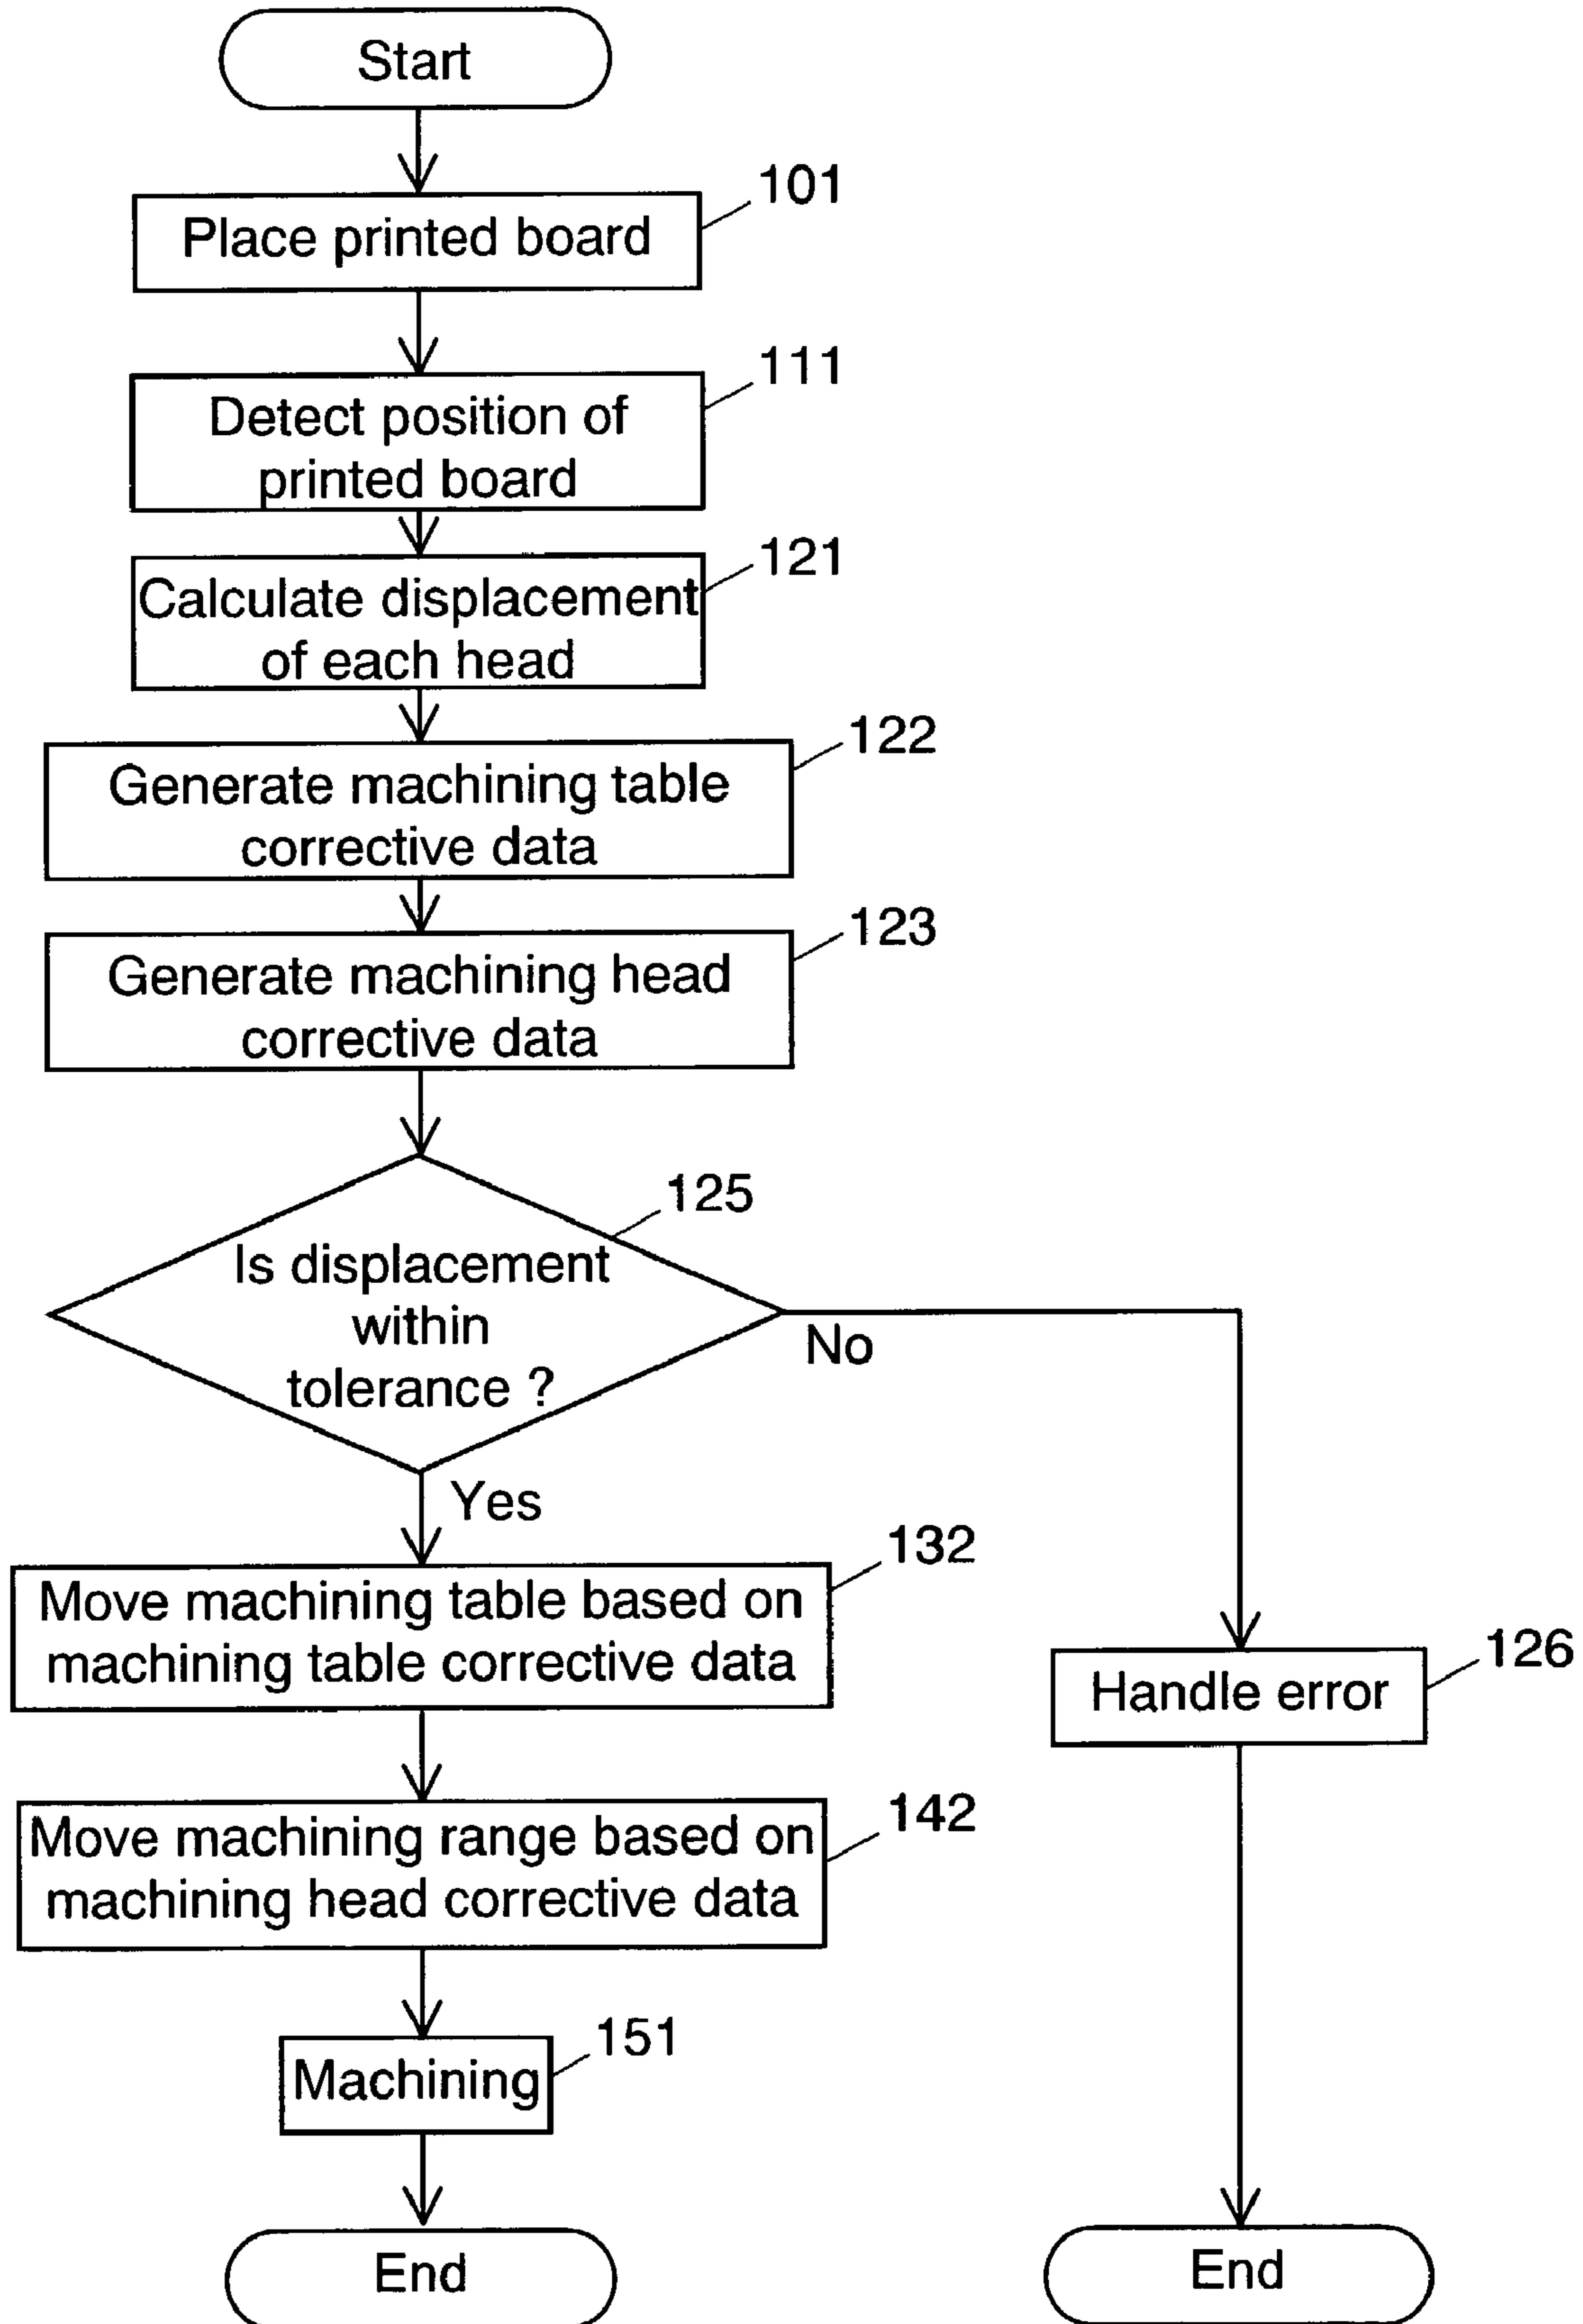 Start
101
Place printed board
111
Detect position of
printed board
121
Calculate displacement
of each head
122
Generate machining table
corrective data
123
Generate machining head
corrective data
125
Is displacement
within
tolerance ?
No
Yes
132
Move machining table based on
machining table corrective data
126
Handle error
142
Move machining range based on
machining head corrective data
151
Machining
End
End